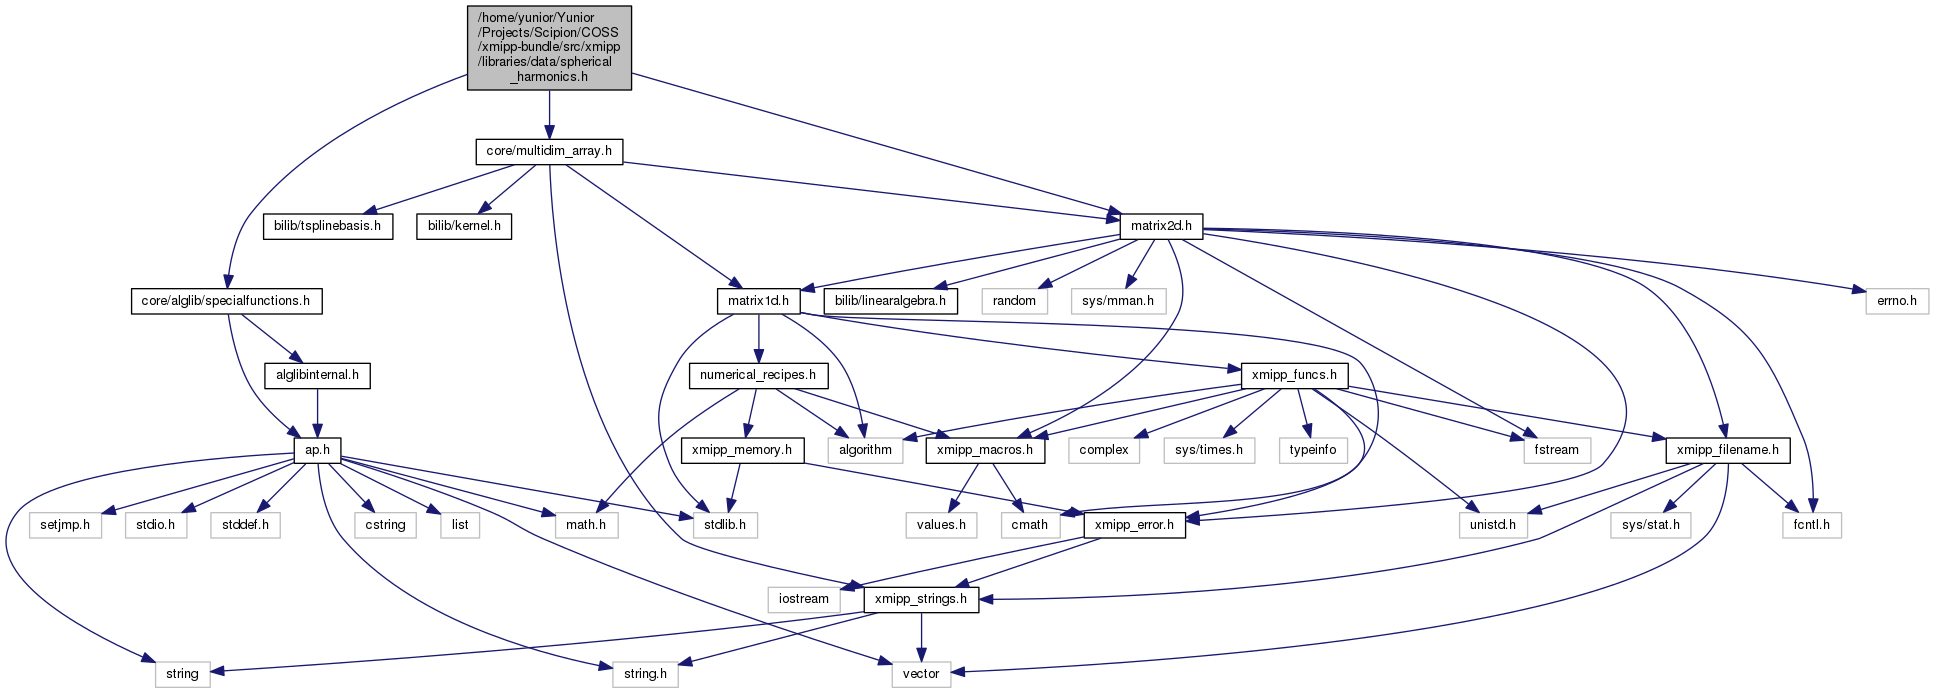 /home/yunior/Yunior
/Projects/Scipion/COSS
/xmipp-bundle/src/xmipp
/libraries/data/spherical
_harmonics.h
core/multidim_array.h
bilib/tsplinebasis.h
bilib/kernel.h
matrix2d.h
core/alglib/specialfunctions.h
matrix1d.h
bilib/linearalgebra.h
random
sys/mman.h
errno.h
alglibinternal.h
numerical_recipes.h
xmipp_funcs.h
ap.h
xmipp_memory.h
algorithm
xmipp_macros.h
complex
sys/times.h
typeinfo
fstream
xmipp_filename.h
setjmp.h
stdio.h
stddef.h
cstring
list
math.h
stdlib.h
values.h
cmath
xmipp_error.h
unistd.h
sys/stat.h
fcntl.h
iostream
xmipp_strings.h
string
string.h
vector